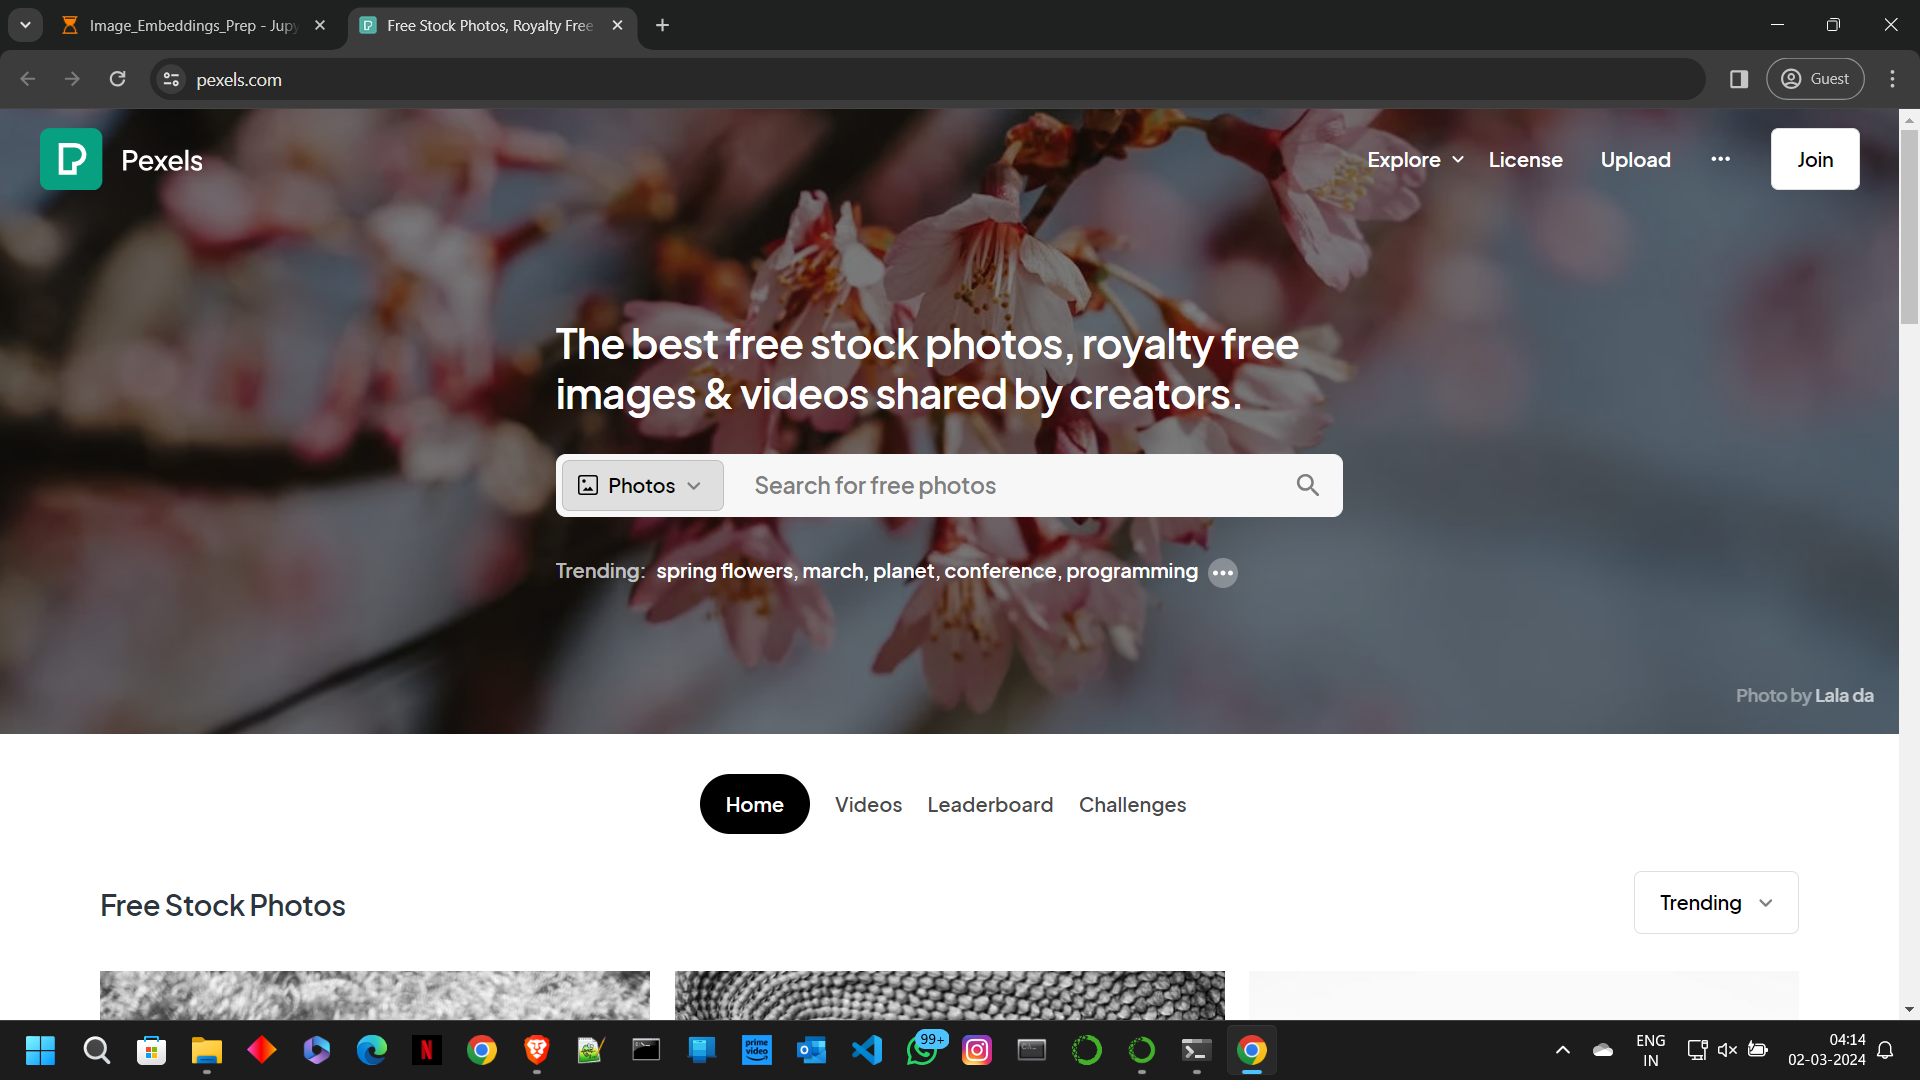 Image_Embeddings_Prep - Jupy
Free Stock Photos, Royalty Free
pexels.com
Guest
Pexels
Explore
License
Upload
Join
The best free stock photos, royalty free
images & videos shared by creators.
Photos
Search for free photos
Trending: spring flowers, march, planet, conference, programming
Photo by Lala da
Home
Videos
Leaderboard
Challenges
Free Stock Photos
Trending
prime
video
99+
ENG
IN
04:14
02-03-2024